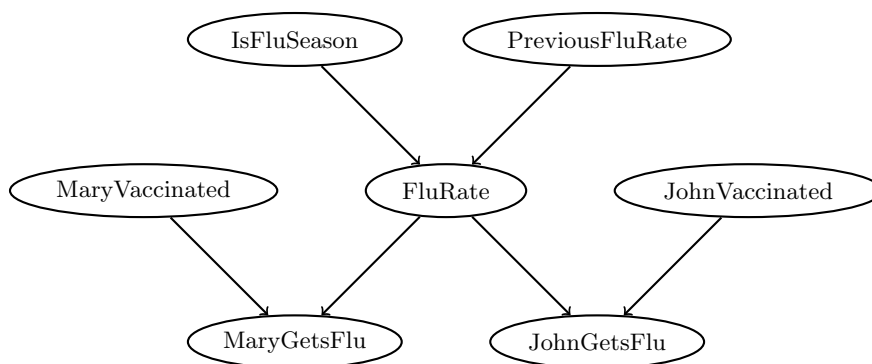 IsFluSeason
PreviousFluRate
MaryVaccinated
FluRate
JohnVaccinated
MaryGetsFlu
JohnGetsFlu